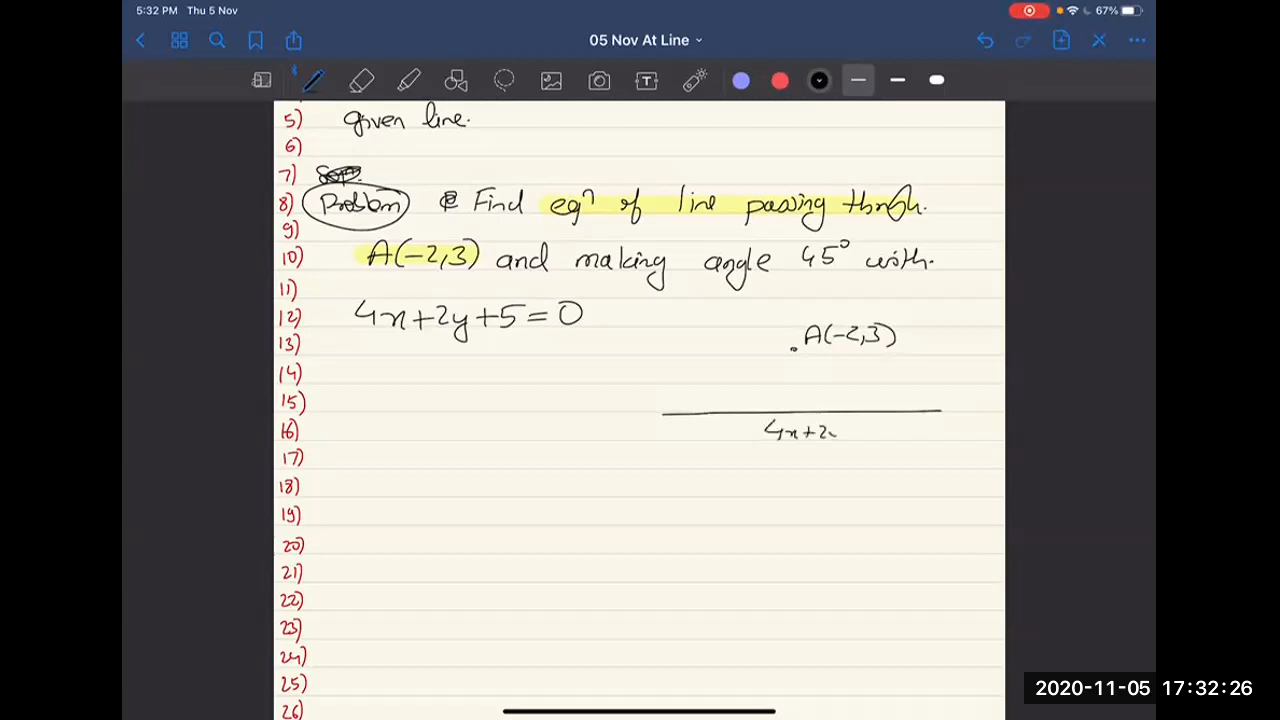 5:32 PM Thu 5 Nov
67%
05 Nov At Line
5) given line.
6)
7)
8) Problem Find eqn of line passing through.
9)
10) A(-2,3) and making angle 45° with.
11)
12) 4x+2y+5=0
13) A(-2,3)
14)
15)
16) 4x+2
17)
18)
19)
20)
21)
22)
23)
24)
25)
26)
2020-11-05 17:32:26